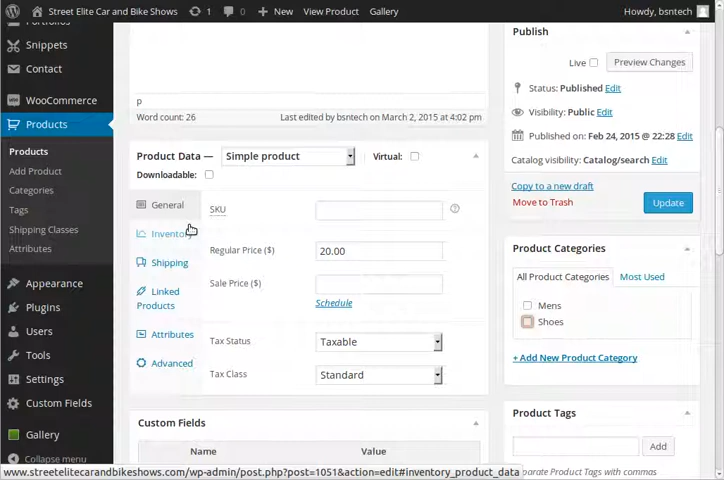 Street Elite Car and Bike Shows 1 0 + New View Product Gallery Howdy, bsntech
Portfolios
Snippets
Contact
WooCommerce
Products
Products
Add Product
Categories
Tags
Shipping Classes
Attributes
Appearance
Plugins
Users
Tools
Settings
Custom Fields
Gallery
Collapse menu
p
Word count: 26 Last edited by bsntech on March 2, 2015 at 4:02 pm
Product Data — Simple product Virtual:
Downloadable:
General
Inventory
Shipping
Linked
Products
Attributes
Advanced
SKU
Regular Price ($) 20.00
Sale Price ($)
Schedule
Tax Status Taxable
Tax Class Standard
Custom Fields
Name Value
Publish
Live Preview Changes
Status: Published Edit
Visibility: Public Edit
Published on: Feb 24, 2015 @ 22:28 Edit
Catalog visibility: Catalog/search Edit
Copy to a new draft
Move to Trash Update
Product Categories
All Product Categories Most Used
Mens
Shoes
+ Add New Product Category
Product Tags
Add
Separate Product Tags with commas
www.streetelitecarandbikeshows.com/wp-admin/post.php?post=1051&action=edit#inventory_product_data